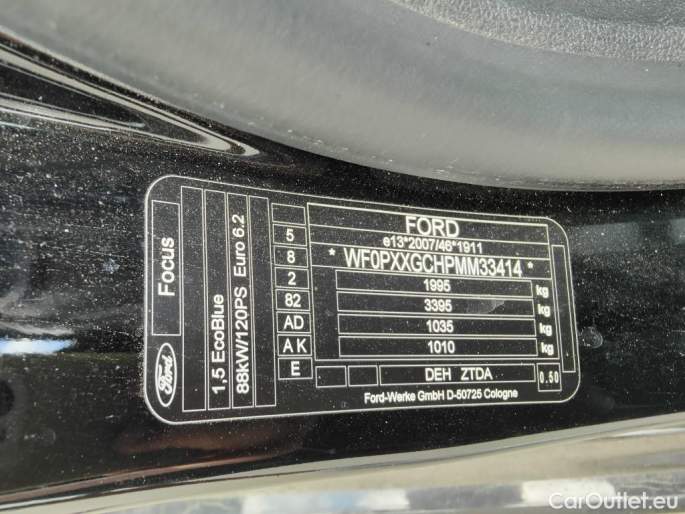 Ford
Focus
1,5 EcoBlue
88kW/120PS Euro 6.2
5
8
2
82
AD
A K
E
FORD
e13*2007/46*1911
* WF0PXXGCHPMM33414 *
1995 kg
3395 kg
1035 kg
1010 kg
DEH ZTDA
0.50
Ford-Werke GmbH D-50725 Cologne
CarOutlet.eu